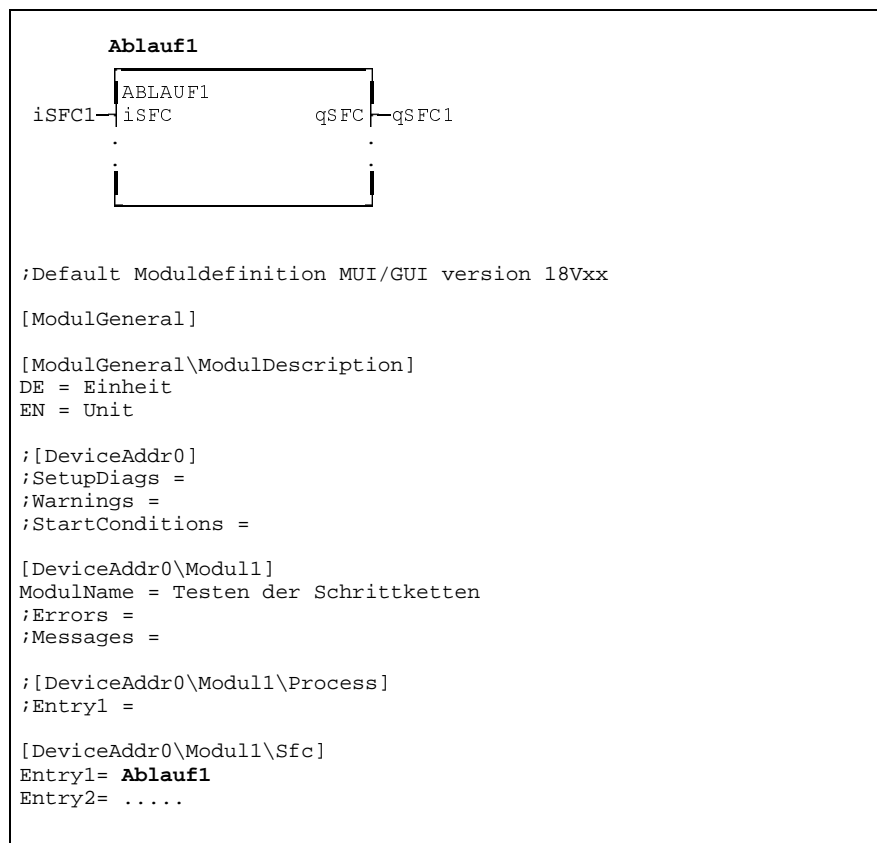 Ablauf1
ABLAUF1
iSFC1 iSFC qSFC qSFC1
. .
. .
;Default Moduldefinition MUI/GUI version 18Vxx
[ModulGeneral]
[ModulGeneral\ModulDescription]
DE = Einheit
EN = Unit
;[DeviceAddr0]
;SetupDiags =
;Warnings =
;StartConditions =
[DeviceAddr0\Modul1]
ModulName = Testen der Schrittketten
;Errors =
;Messages =
;[DeviceAddr0\Modul1\Process]
;Entry1 =
[DeviceAddr0\Modul1\Sfc]
Entry1= Ablauf1
Entry2= .....